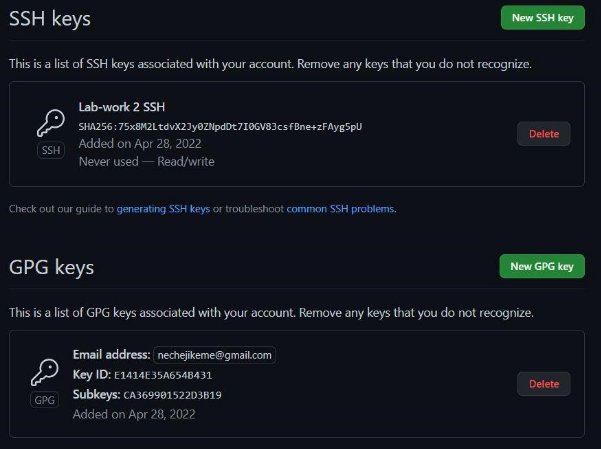 SSH keys
New SSH key
This is a list of SSH keys associated with your account. Remove any keys that you do not recognize.
Lab-work 2 SSH
SHA256:75x8M2LtdvX2Jy0ZNpdDt7I0GV83csfBne+zFAyg5pU
Added on Apr 28, 2022
Never used — Read/write
SSH
Delete
Check out our guide to generating SSH keys or troubleshoot common SSH problems.
GPG keys
New GPG key
This is a list of GPG keys associated with your account. Remove any keys that you do not recognize.
Email address: nechejikeme@gmail.com
Key ID: E1414E35A654B431
Subkeys: CA369901522D3B19
Added on Apr 28, 2022
GPG
Delete